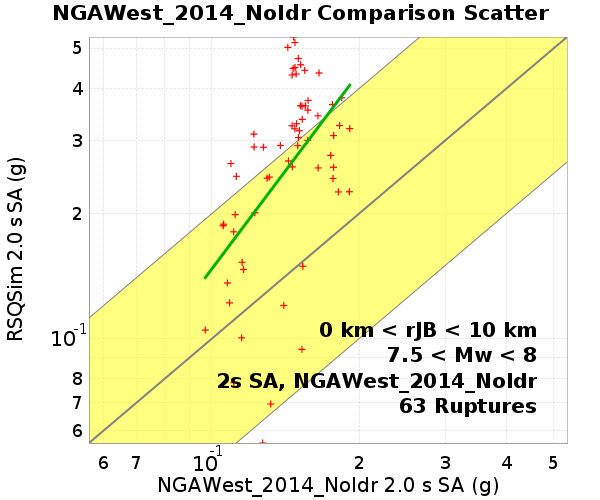 NGAWest_2014_NoIdr Comparison Scatter
RSQSim 2.0 s SA (g)
5
4
3
2
10-1
8
7
6
0 km < rJB < 10 km
7.5 < Mw < 8
2s SA, NGAWest_2014_NoIdr
63 Ruptures
6 7 10-1 2 3 4 5
NGAWest_2014_NoIdr 2.0 s SA (g)